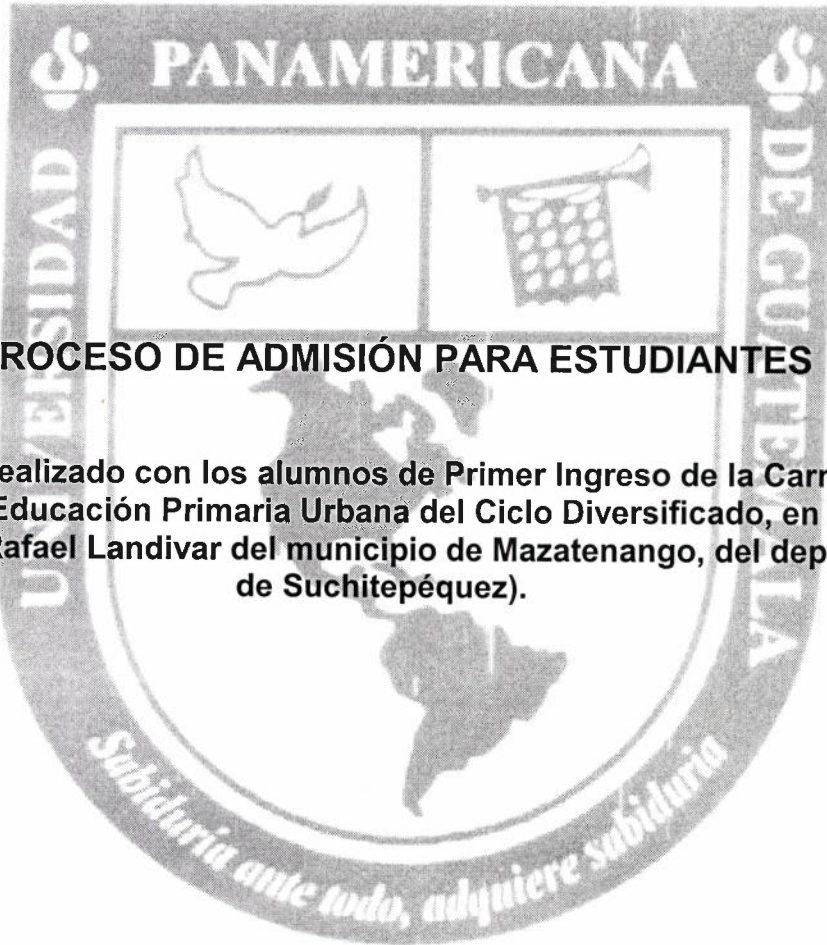 PANAMERICANA
UNIVERSIDAD
DE GUATEMALA
ROCESO DE ADMISIÓN PARA ESTUDIANTES
ealizado con los alumnos de Primer Ingreso de la Carr
Educación Primaria Urbana del Ciclo Diversificado, en
afael Landivar del municipio de Mazatenango, del dep
de Suchitepéquez).
Sabiduría ante todo, adquiere sabiduría